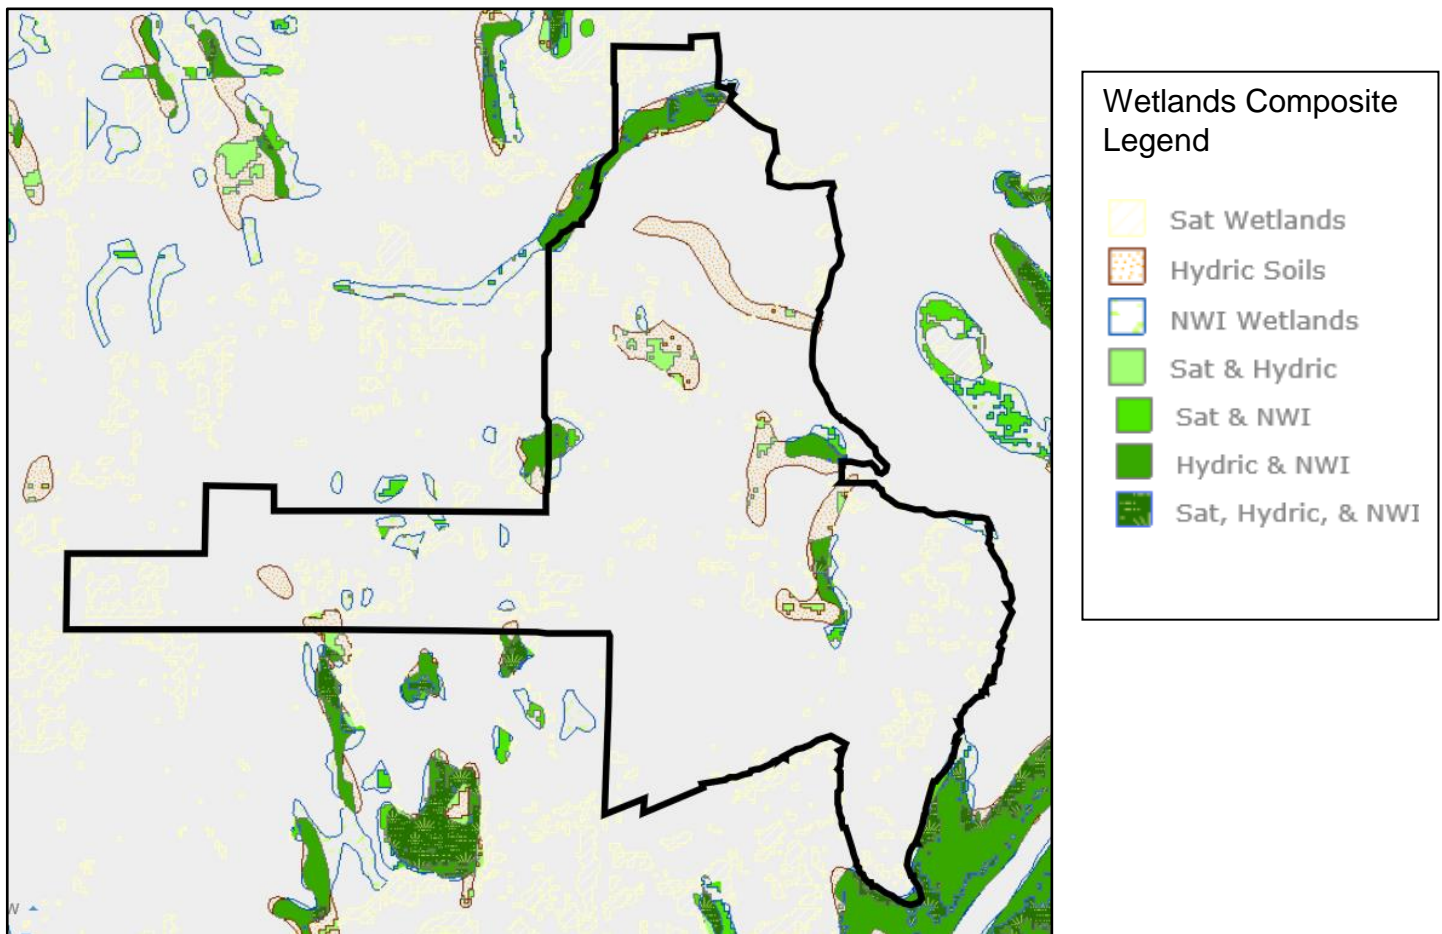 Wetlands Composite
Legend
Sat Wetlands
Hydric Soils
NWI Wetlands
Sat & Hydric
Sat & NWI
Hydric & NWI
Sat, Hydric, & NWI
W